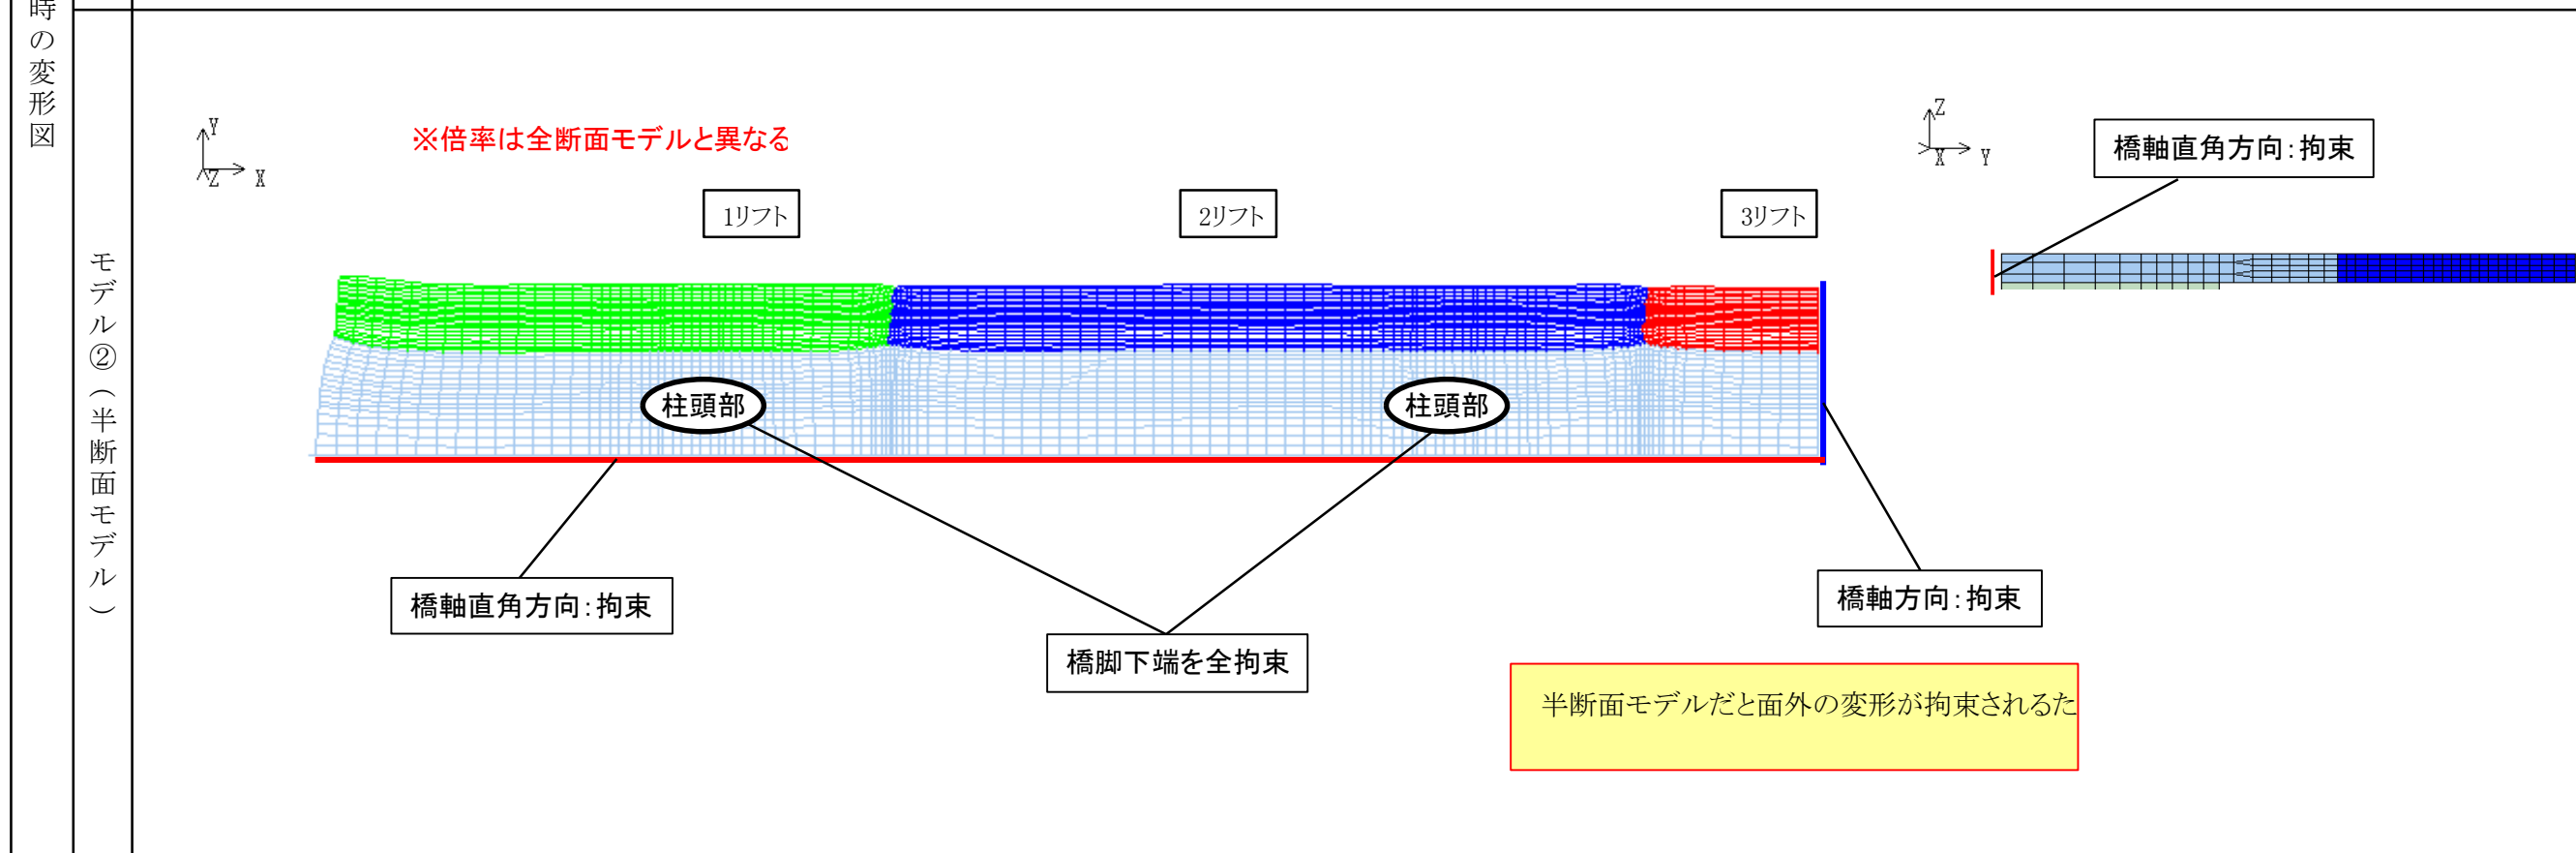 時の変形図
モデル②（半断面モデル）
Y
Z X
※倍率は全断面モデルと異なる
1リフト
2リフト
3リフト
Z
X Y
橋軸直角方向：拘束
柱頭部
柱頭部
橋軸直角方向：拘束
橋脚下端を全拘束
橋軸方向：拘束
半断面モデルだと面外の変形が拘束されるた